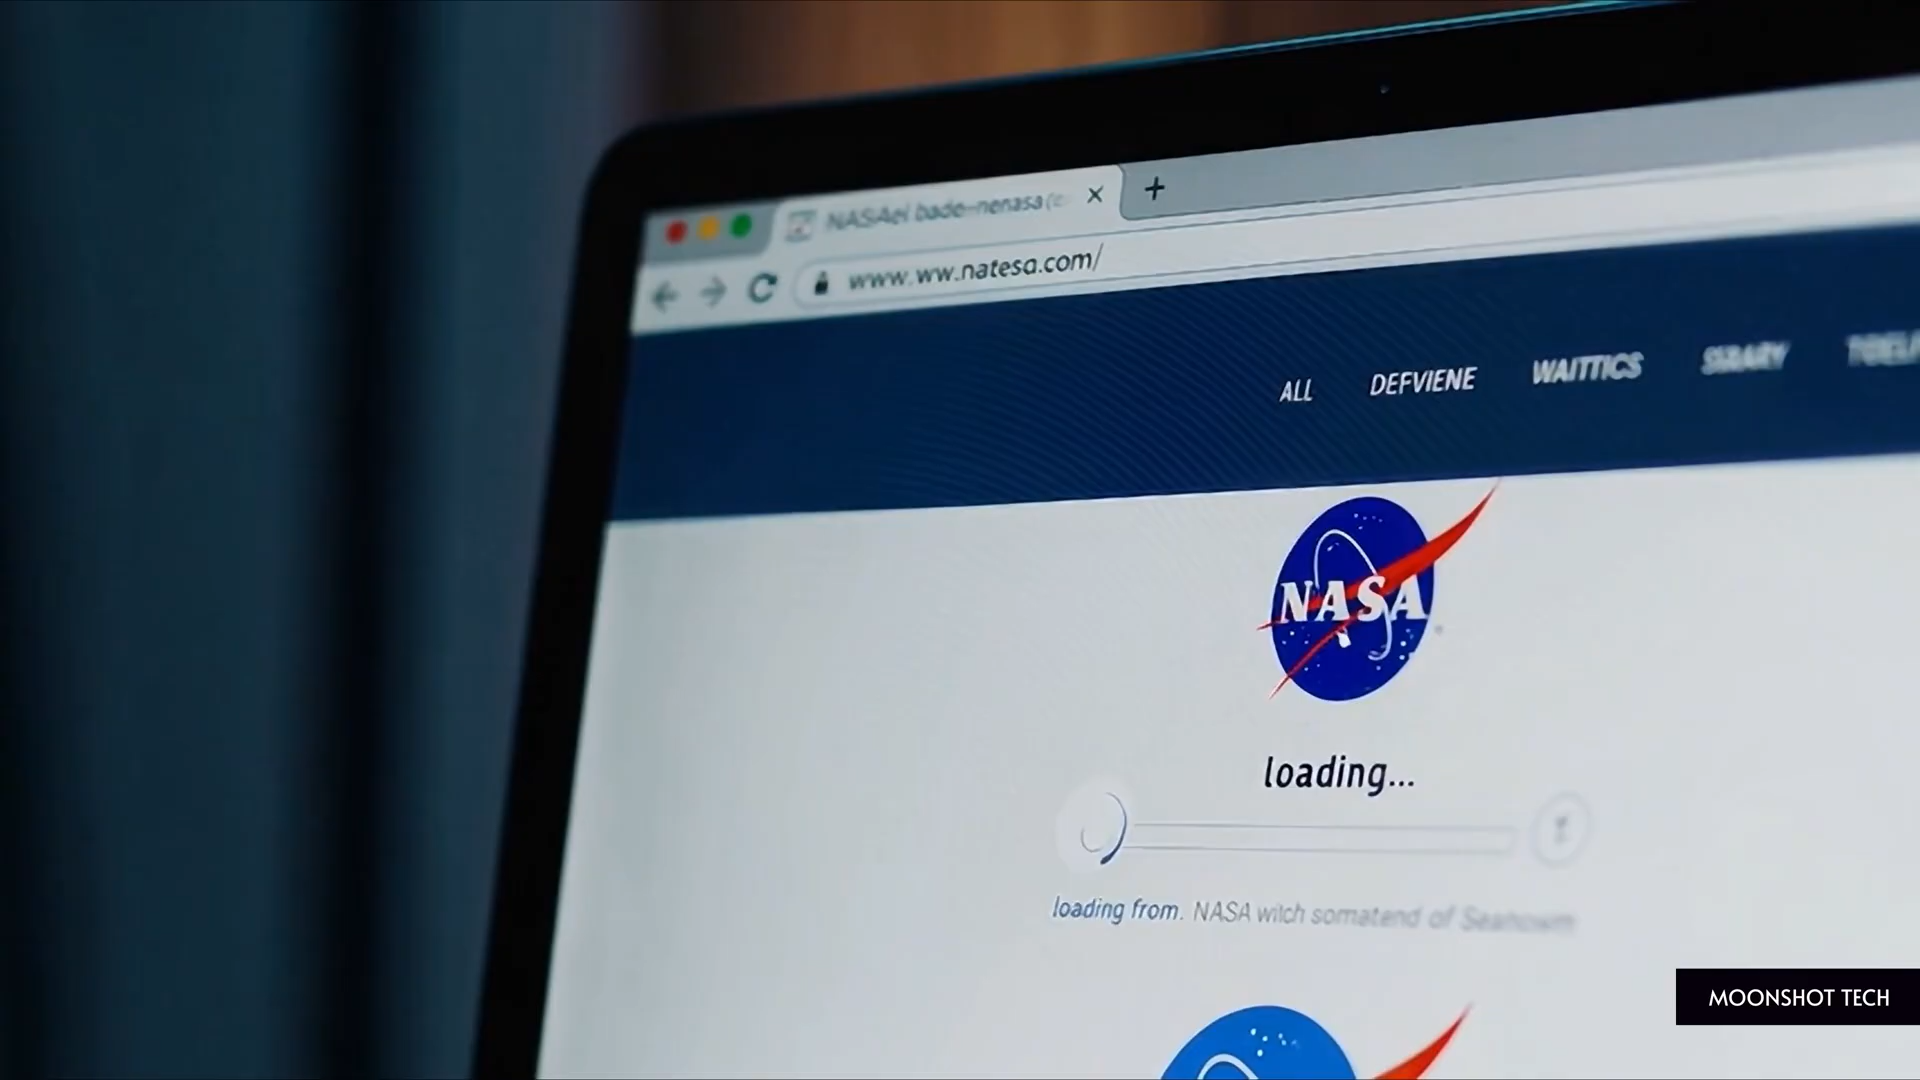 NASAel bade-nenasa
www.ww.natesa.com/
ALL DEFVIENE WAITTICS
NASA
loading...
loading from. NASA witch somatend of
MOONSHOT TECH